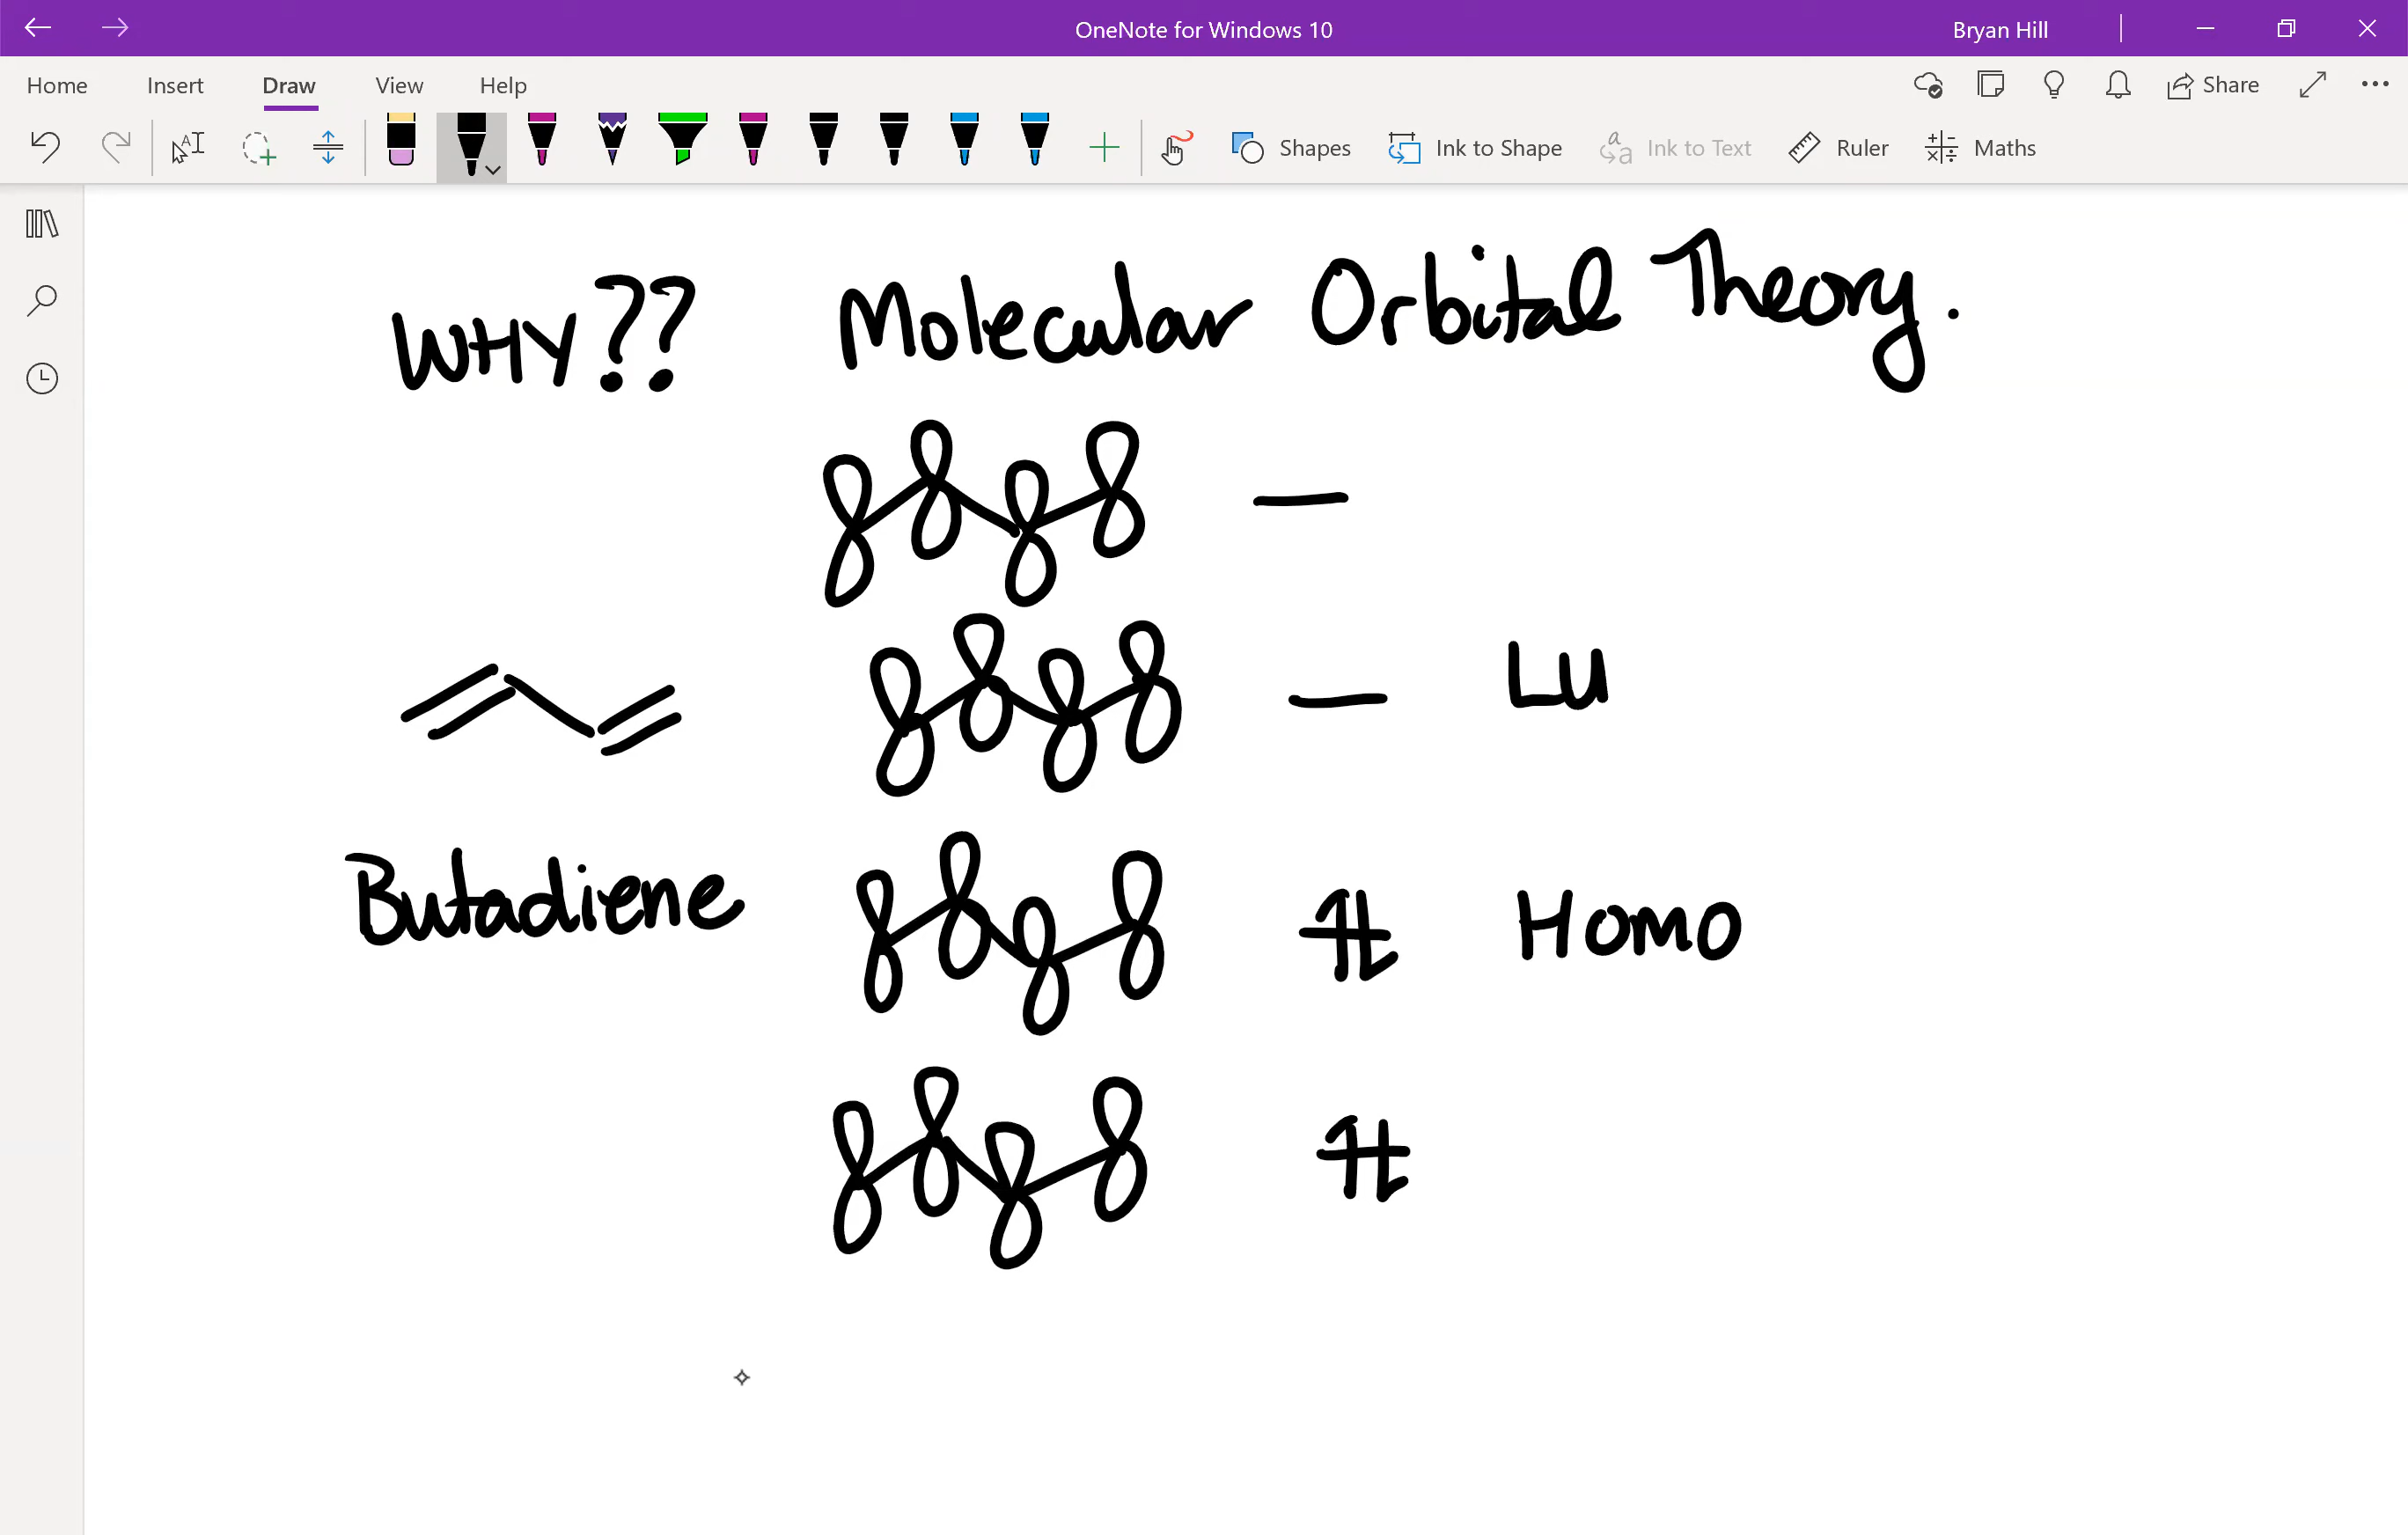 OneNote for Windows 10
Bryan Hill
Home Insert Draw View Help
Share
Shapes Ink to Shape Ink to Text Ruler Maths
WHY?? Molecular Orbital Theory.
LU
Butadiene
Homo